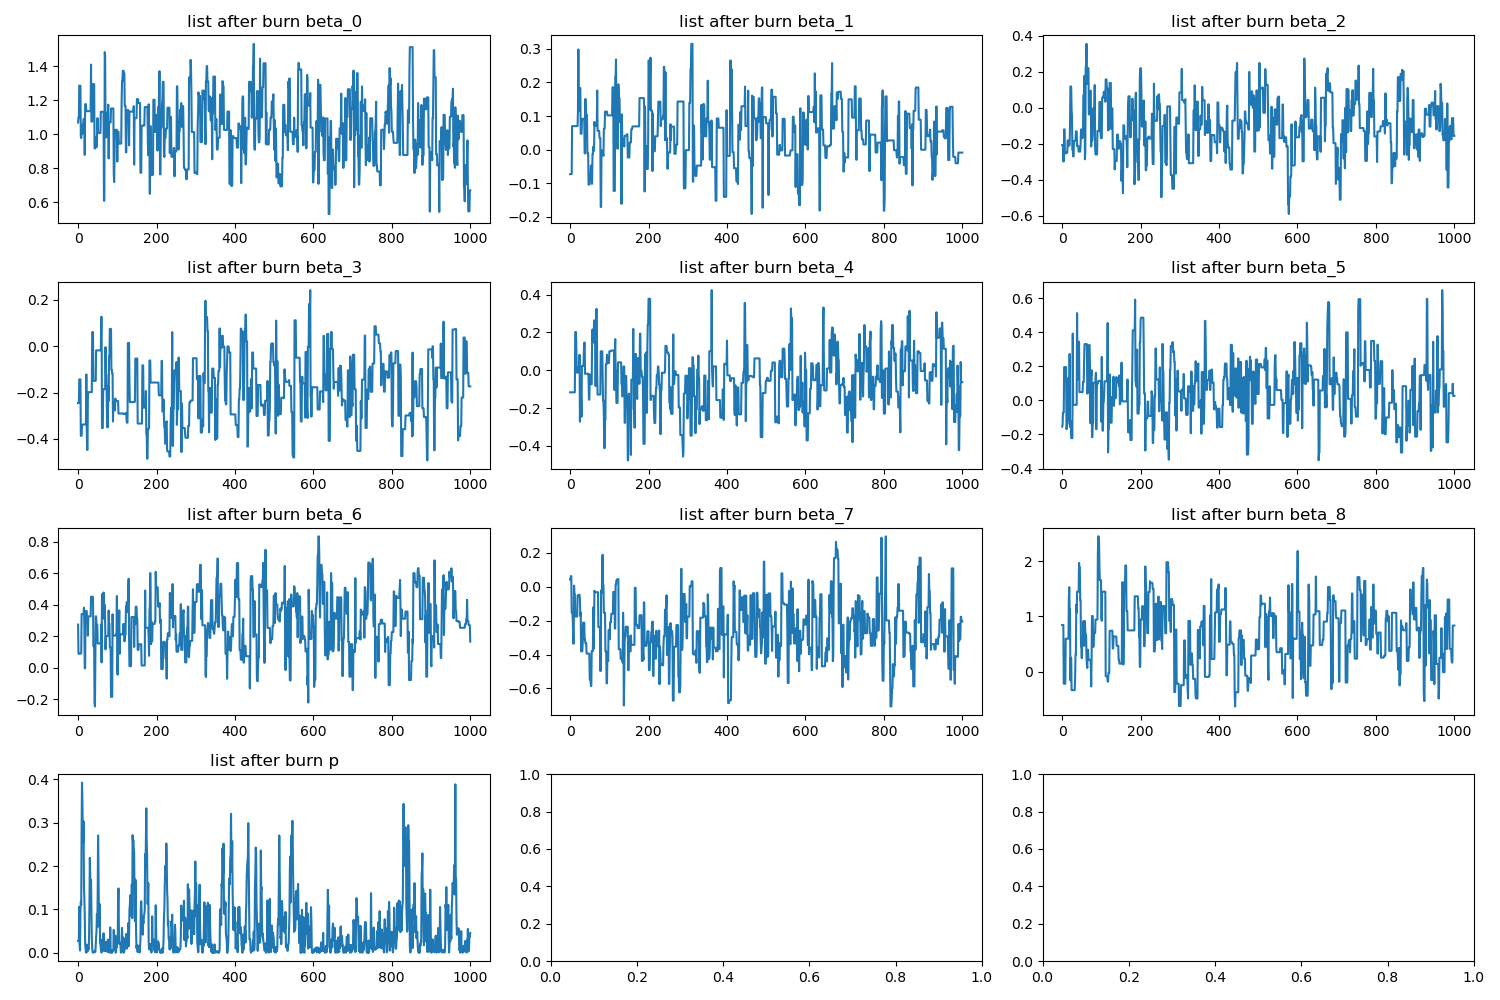 list after burn beta_0 list after burn beta_1 list after burn beta_2
1.4 0.3 0.4
1.2 0.2 0.2
1.0 0.1 0.0
0.8 0.0 −0.2
0.6 −0.1 −0.4
−0.2 −0.6
0 200 400 600 800 1000 0 200 400 600 800 1000 0 200 400 600 800 1000
list after burn beta_3 list after burn beta_4 list after burn beta_5
0.2 0.4 0.6
0.0 0.2 0.4
−0.2 0.0 0.2
−0.4 −0.2 0.0
−0.4 −0.2
−0.4
0 200 400 600 800 1000 0 200 400 600 800 1000 0 200 400 600 800 1000
list after burn beta_6 list after burn beta_7 list after burn beta_8
0.8 0.2 2
0.6 0.0 1
0.4 −0.2 0
0.2 −0.4
0.0 −0.6
−0.2
0 200 400 600 800 1000 0 200 400 600 800 1000 0 200 400 600 800 1000
list after burn p
0.4 1.0 1.0
0.3 0.8 0.8
0.2 0.6 0.6
0.1 0.4 0.4
0.0 0.2 0.2
0.0 0.0
0 200 400 600 800 1000 0.0 0.2 0.4 0.6 0.8 1.0 0.0 0.2 0.4 0.6 0.8 1.0